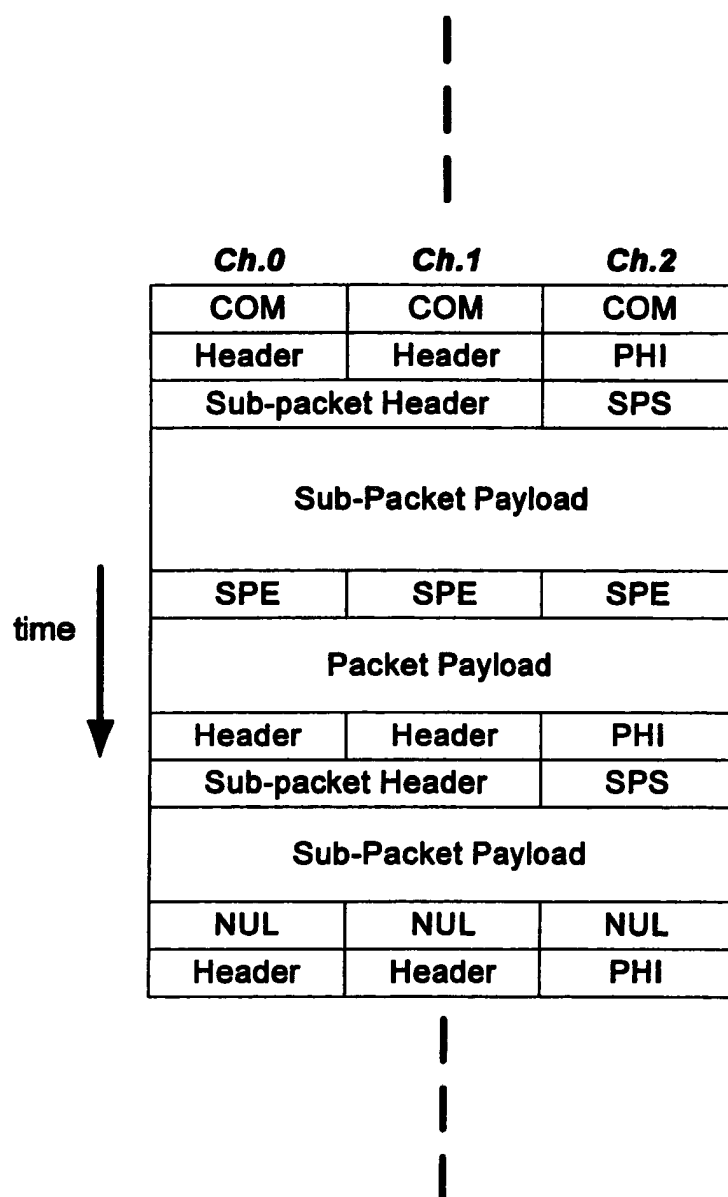 Ch.0 Ch.1 Ch.2
COM COM COM
Header Header PHI
Sub-packet Header SPS
Sub-Packet Payload
SPE SPE SPE
time
Packet Payload
Header Header PHI
Sub-packet Header SPS
Sub-Packet Payload
NUL NUL NUL
Header Header PHI